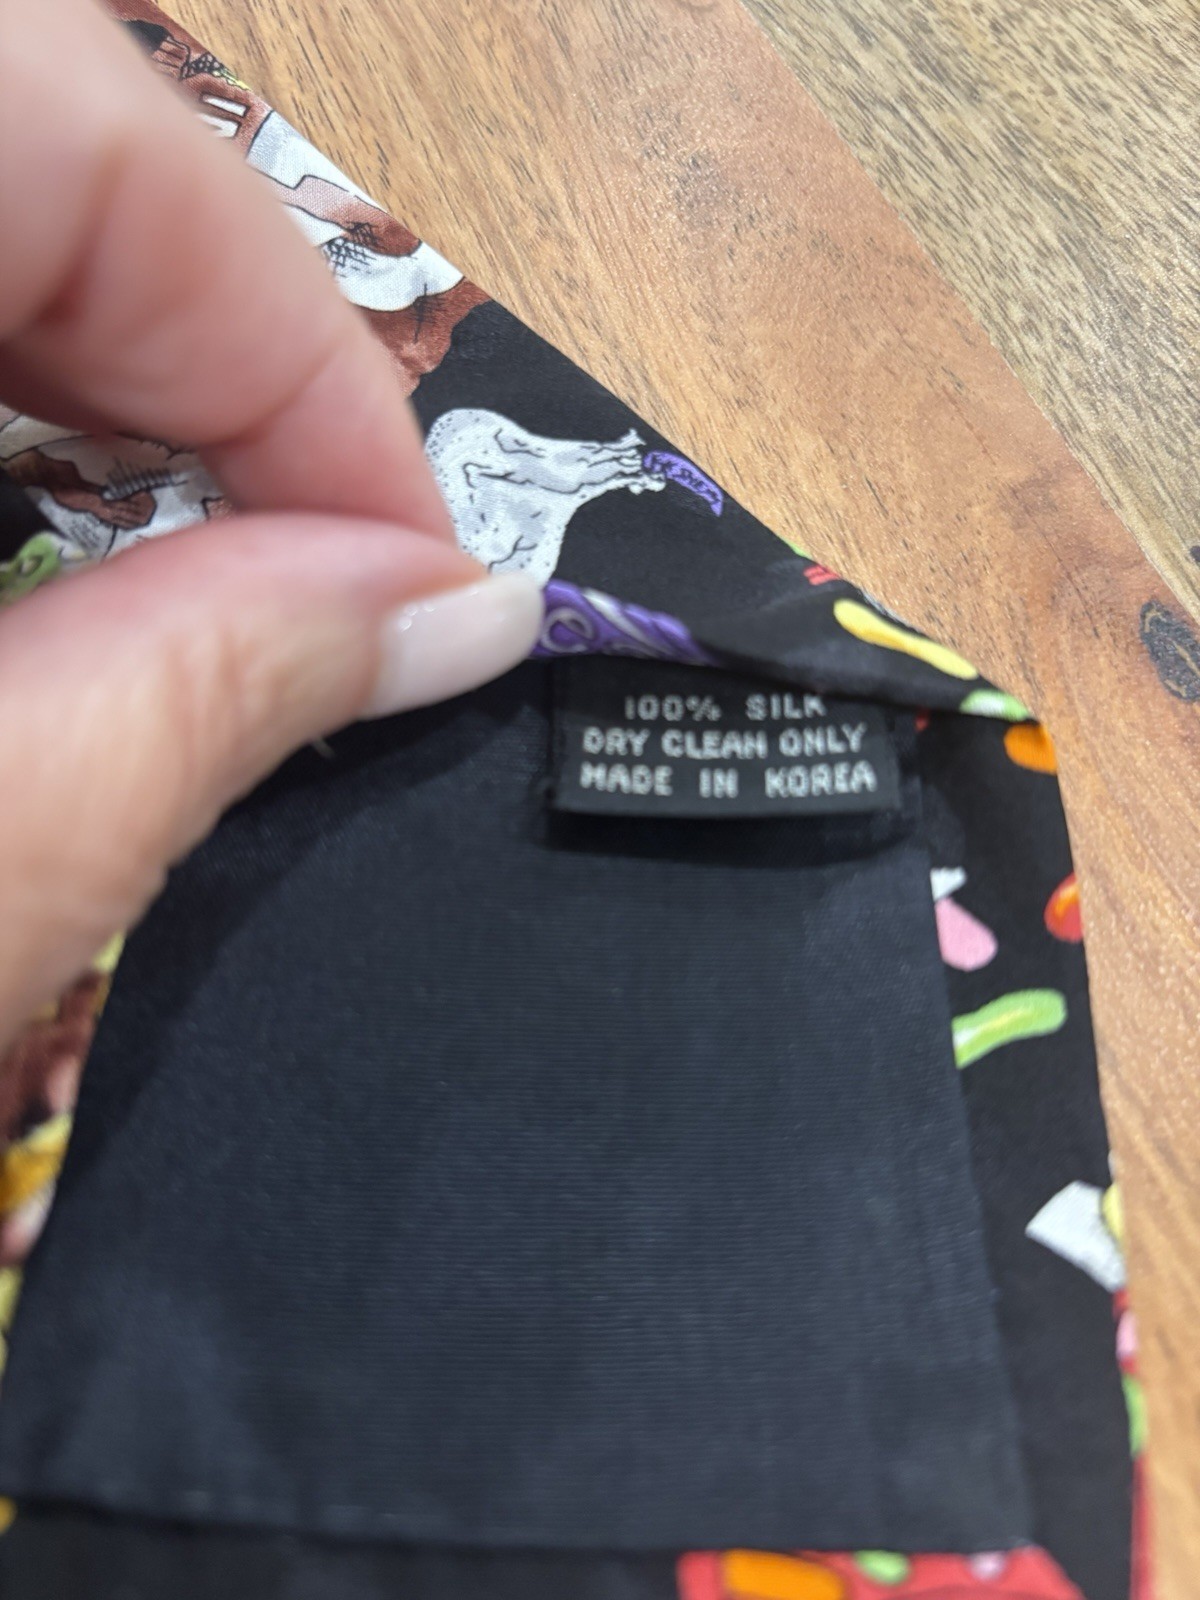 100% SILK
DRY CLEAN ONLY
MADE IN KOREA